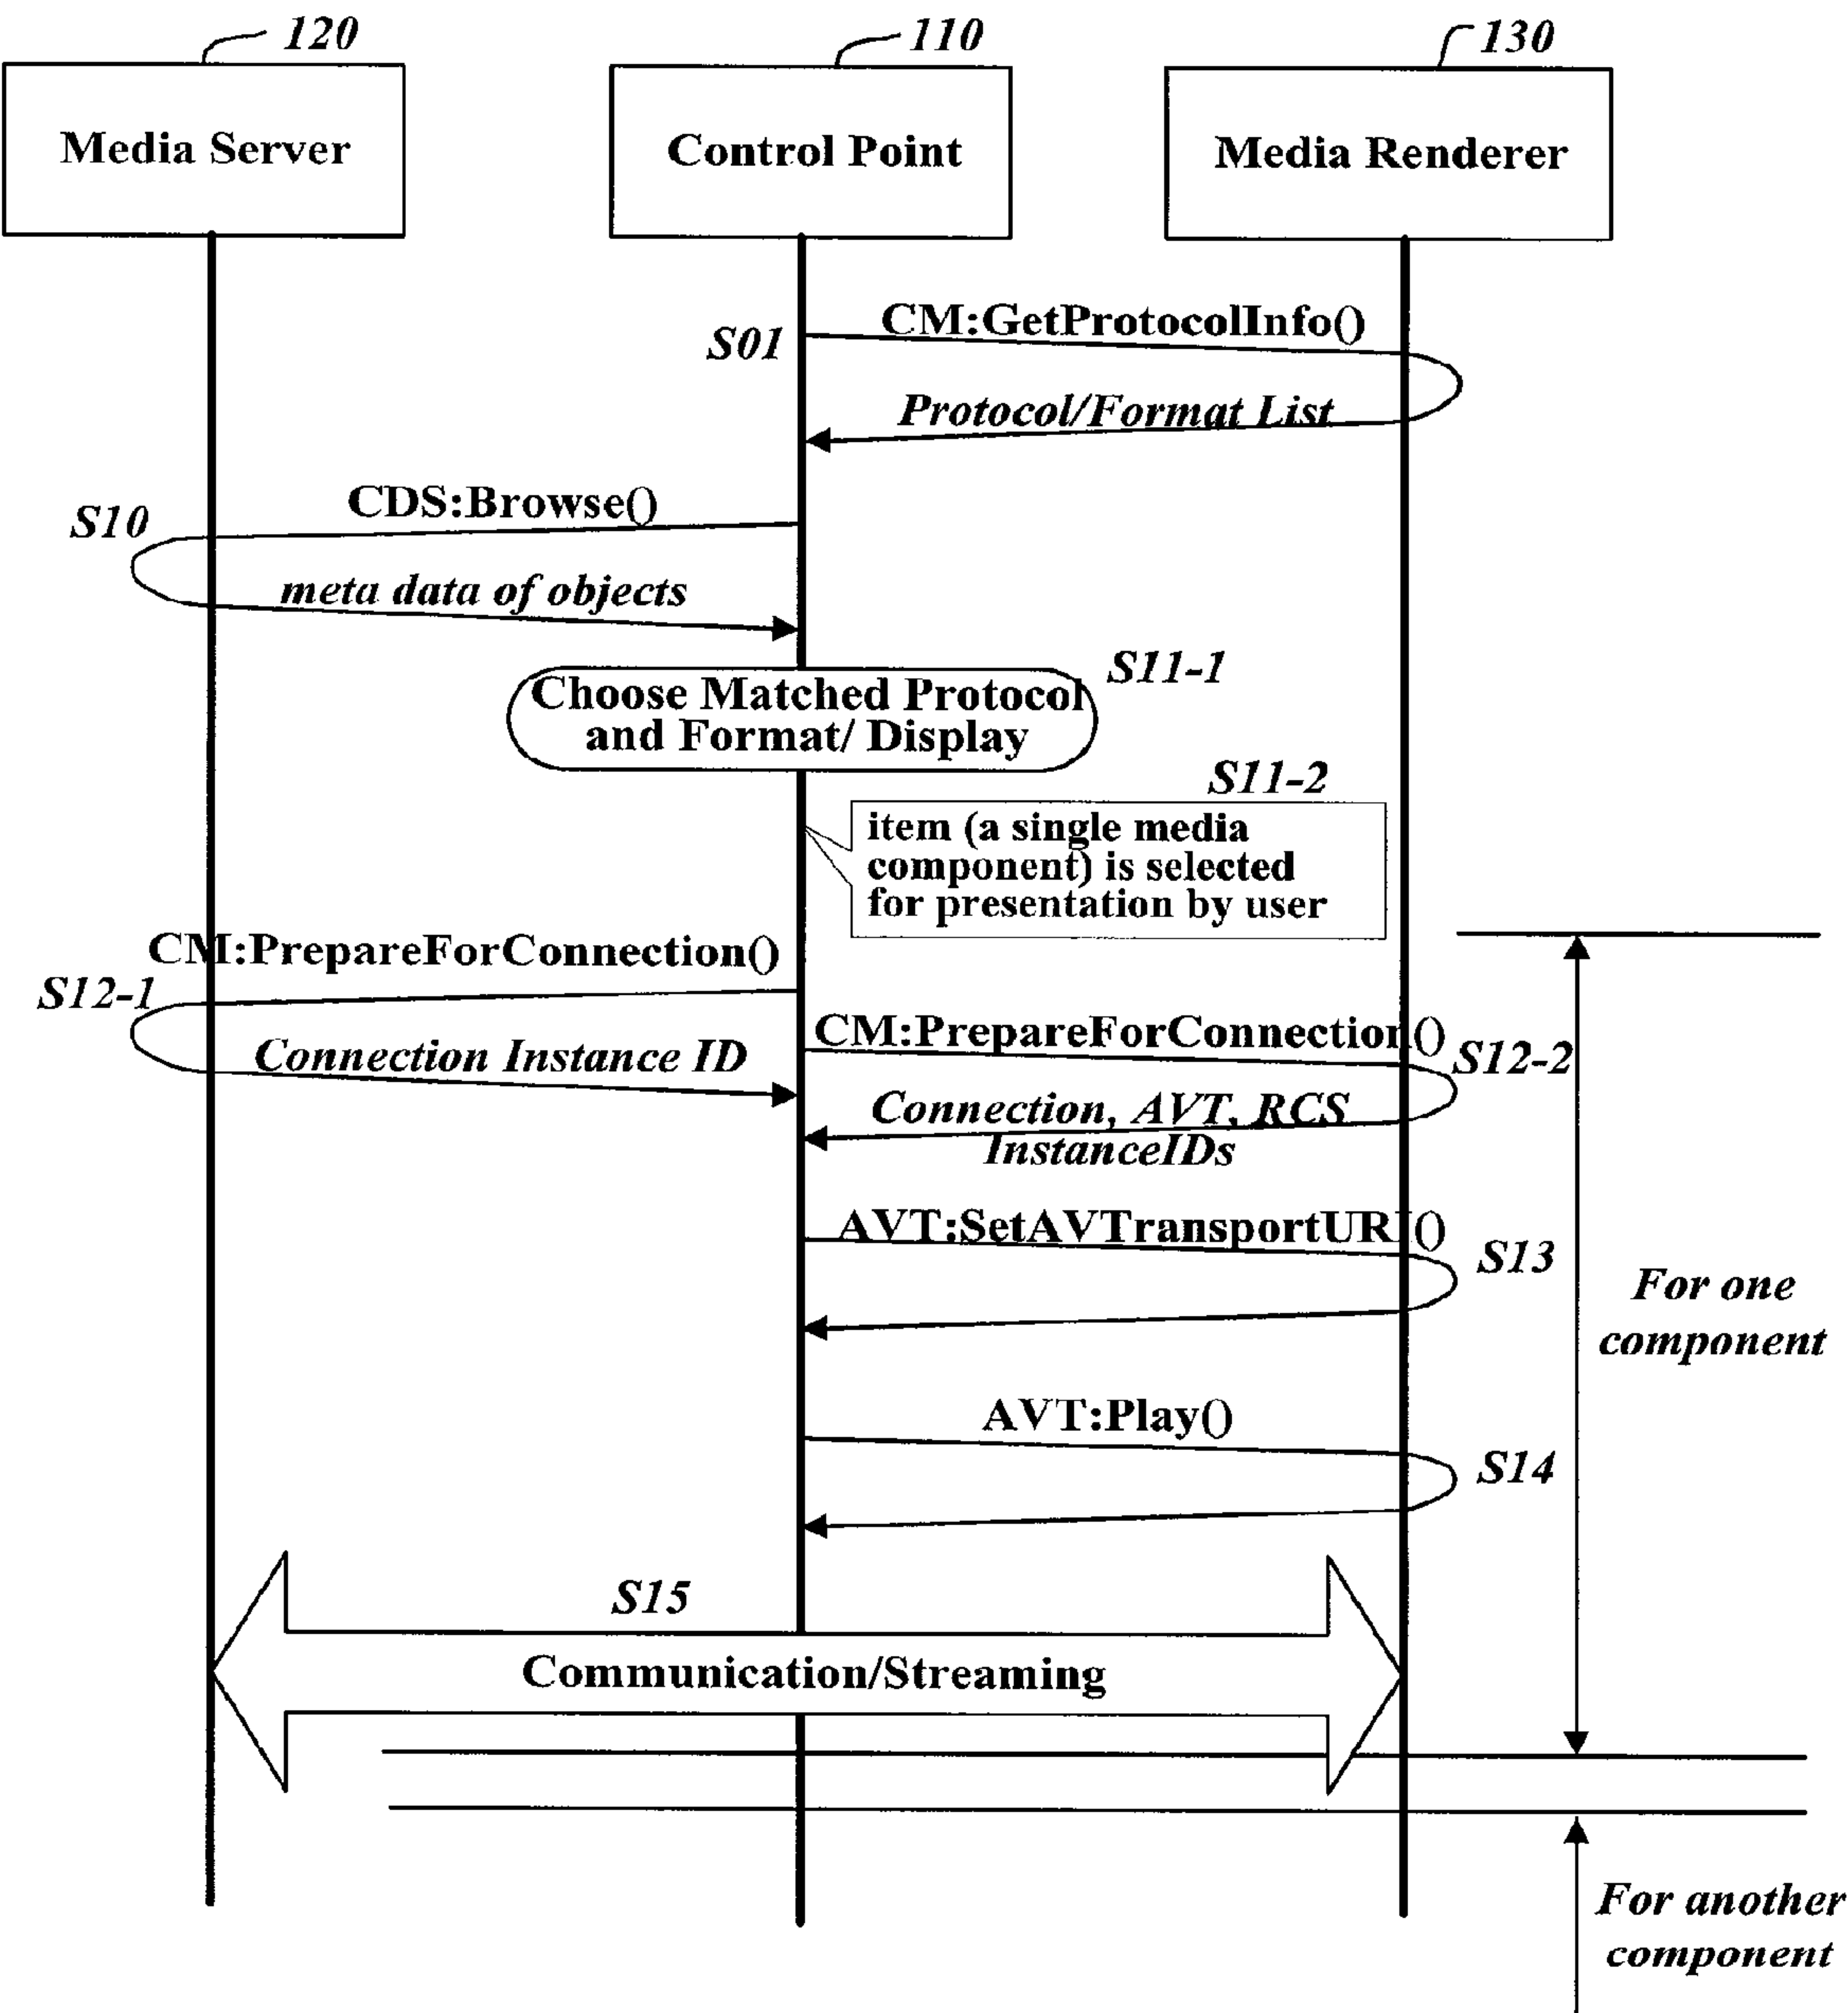 120
110
130
Media Server
Control Point
Media Renderer
CM:GetProtocolInfo()
S01
Protocol/Format List
CDS:Browse()
S10
meta data of objects
S11-1
Choose Matched Protocol
and Format/ Display
S11-2
item (a single media
component) is selected
for presentation by user
CM:PrepareForConnection()
S12-1
CM:PrepareForConnection()
Connection Instance ID
S12-2
Connection, AVT, RCS
InstanceIDs
AVT:SetAVTransportURI()
S13
For one
component
AVT:Play()
S14
S15
Communication/Streaming
For another
component